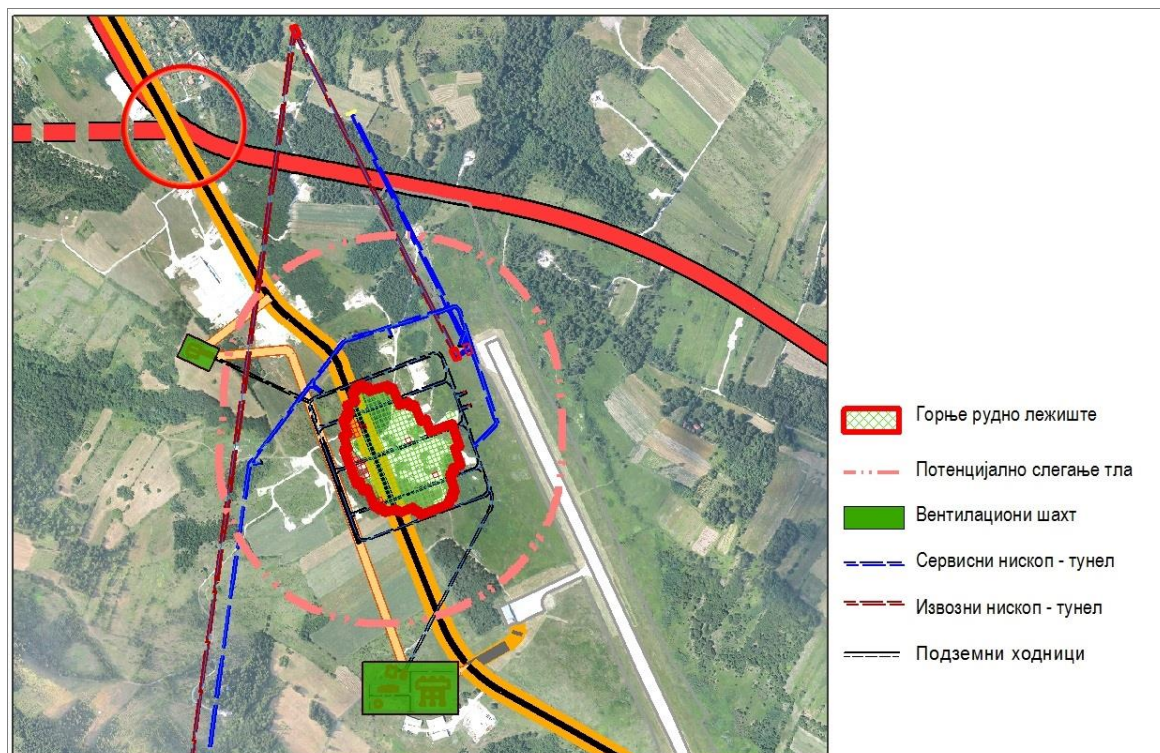 Горње рудно лежиште
Потенцијално слегање тла
Вентилациони шахт
Сервисни нископ - тунел
Извозни нископ - тунел
Подземни ходници